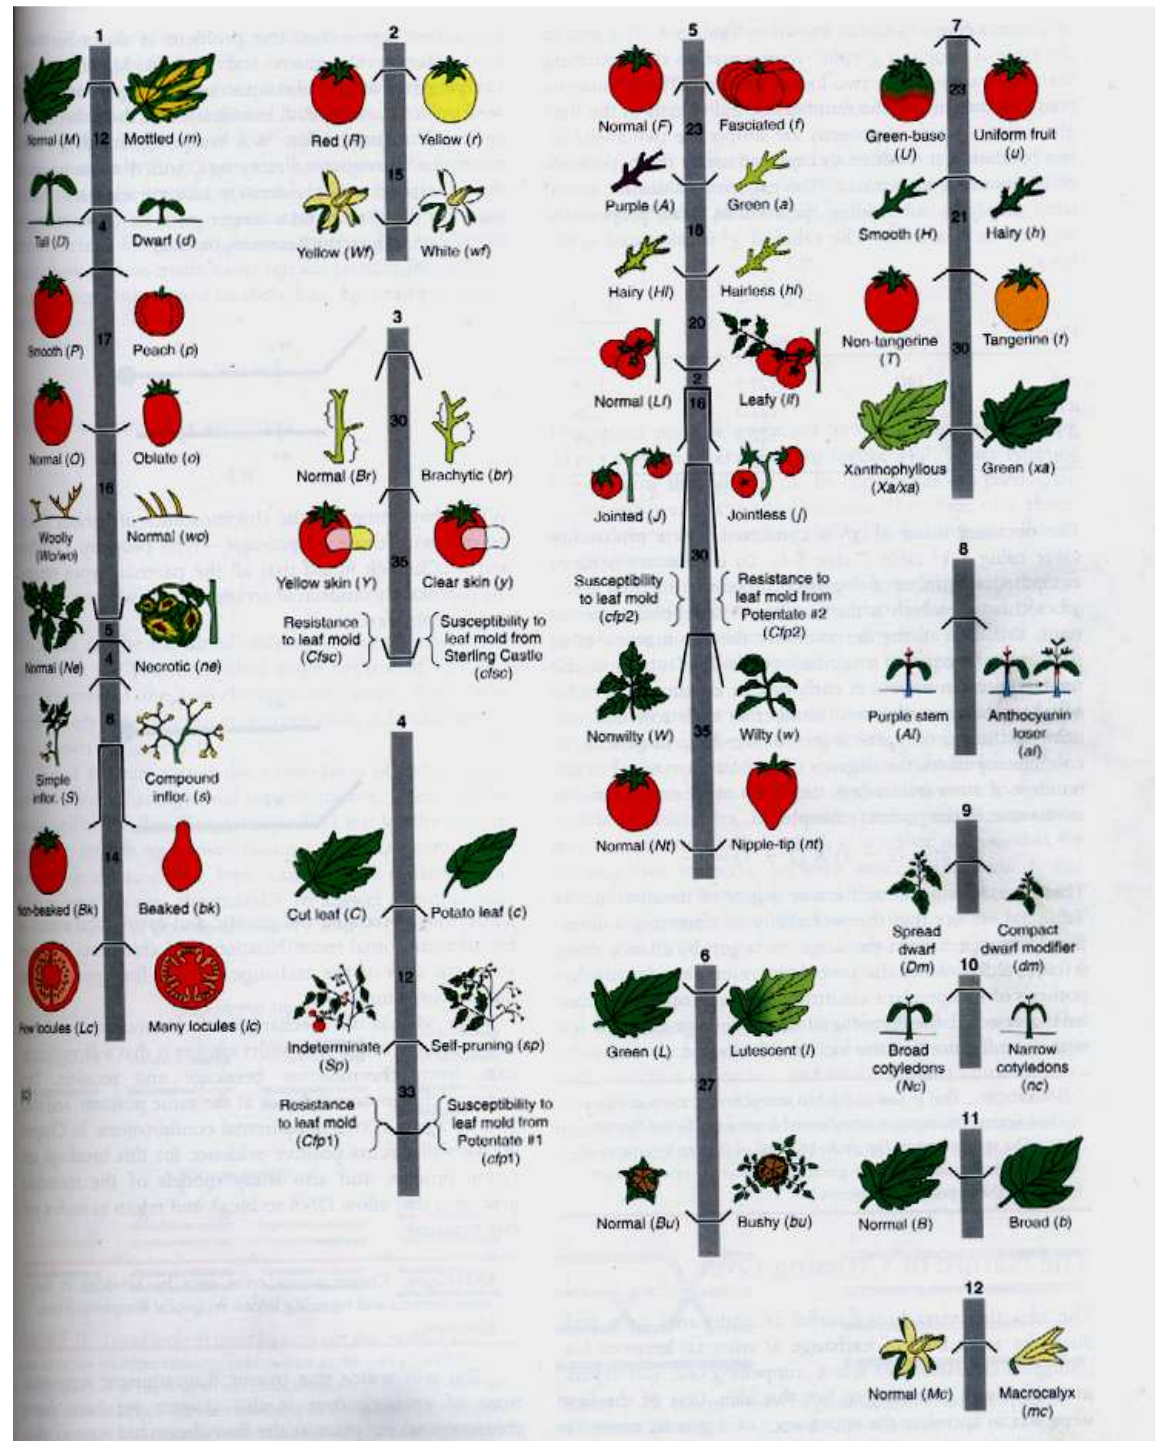 1
Normal (M)
Mottled (m)
12
Tall (D)
Dwarf (d)
4
17
Smooth (P)
Peach (p)
Normal (O)
Oblate (o)
16
Woolly
(Wo/wo)
Normal (wo)
5
4
Normal (Ne)
Necrotic (ne)
6
Simple
inflor. (S)
Compound
inflor. (s)
14
Non-beaked (Bk)
Beaked (bk)
Few locules (Lc)
Many locules (lc)
(c)
2
Red (R)
Yellow (r)
15
Yellow (Wf)
White (wf)
3
30
Normal (Br)
Brachytic (br)
35
Yellow skin (Y)
Clear skin (y)
Resistance
to leaf mold
(Cfsc)
Susceptibility to
leaf mold from
Sterling Castle
(cfsc)
4
Cut leaf (C)
Potato leaf (c)
12
Indeterminate
(Sp)
Self-pruning (sp)
33
Resistance
to leaf mold
(Cfp1)
Susceptibility to
leaf mold from
Potentate #1
(cfp1)
5
Normal (F)
Fasciated (f)
23
Purple (A)
Green (a)
18
Hairy (Hl)
Hairless (hl)
20
Normal (Lf)
Leafy (lf)
2
16
Jointed (J)
Jointless (j)
30
Susceptibility
to leaf mold
(cfp2)
Resistance to
leaf mold from
Potentate #2
(Cfp2)
Nonwilty (W)
Wilty (w)
35
Normal (Nt)
Nipple-tip (nt)
6
Green (L)
Lutescent (l)
27
Normal (Bu)
Bushy (bu)
7
23
Green-base
(U)
Uniform fruit
(u)
21
Smooth (H)
Hairy (h)
Non-tangerine
(T)
Tangerine (t)
30
Xanthophyllous
(Xa/xa)
Green (xa)
8
Purple stem
(Al)
Anthocyanin
loser
(al)
9
Spread
dwarf
(Dm)
Compact
dwarf modifier
(dm)
10
Broad
cotyledons
(Nc)
Narrow
cotyledons
(nc)
11
Normal (B)
Broad (b)
12
Normal (Mc)
Macrocalyx
(mc)